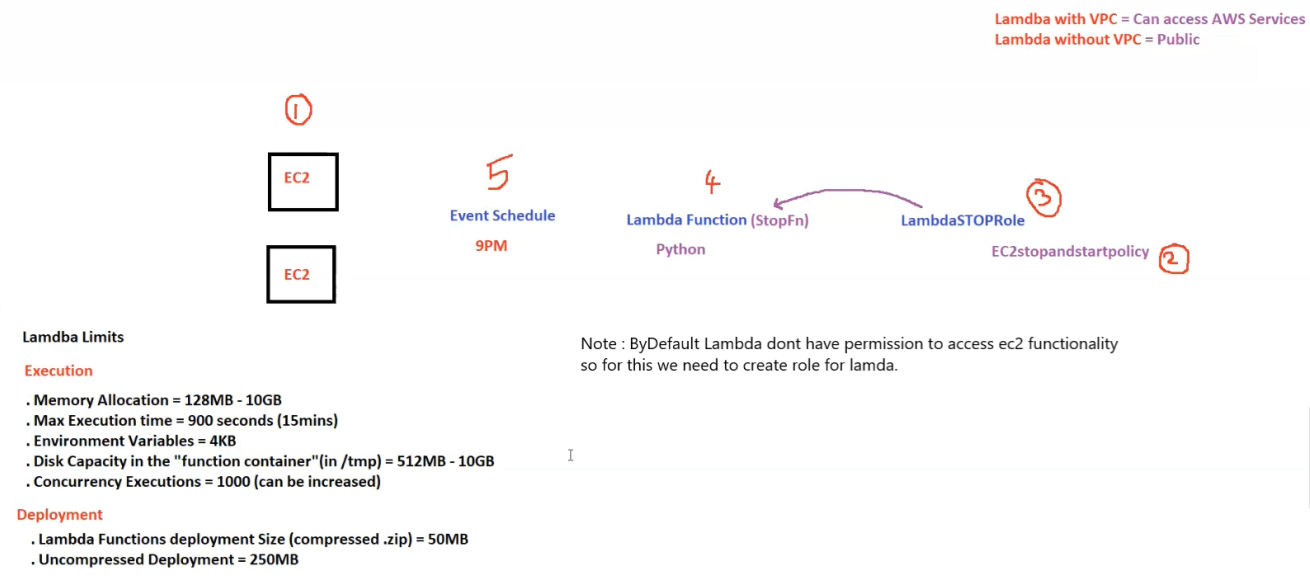 Lamdba with VPC = Can access AWS Services
Lambda without VPC = Public
1
EC2
5
4
3
Event Schedule
Lambda Function (StopFn)
LambdaSTOPRole
9PM
Python
EC2stopandstartpolicy
2
EC2
Lamdba Limits
Note : ByDefault Lambda dont have permission to access ec2 functionality
so for this we need to create role for lamda.
Execution
. Memory Allocation = 128MB - 10GB
. Max Execution time = 900 seconds (15mins)
. Environment Variables = 4KB
. Disk Capacity in the "function container"(in /tmp) = 512MB - 10GB
. Concurrency Executions = 1000 (can be increased)
Deployment
. Lambda Functions deployment Size (compressed .zip) = 50MB
. Uncompressed Deployment = 250MB